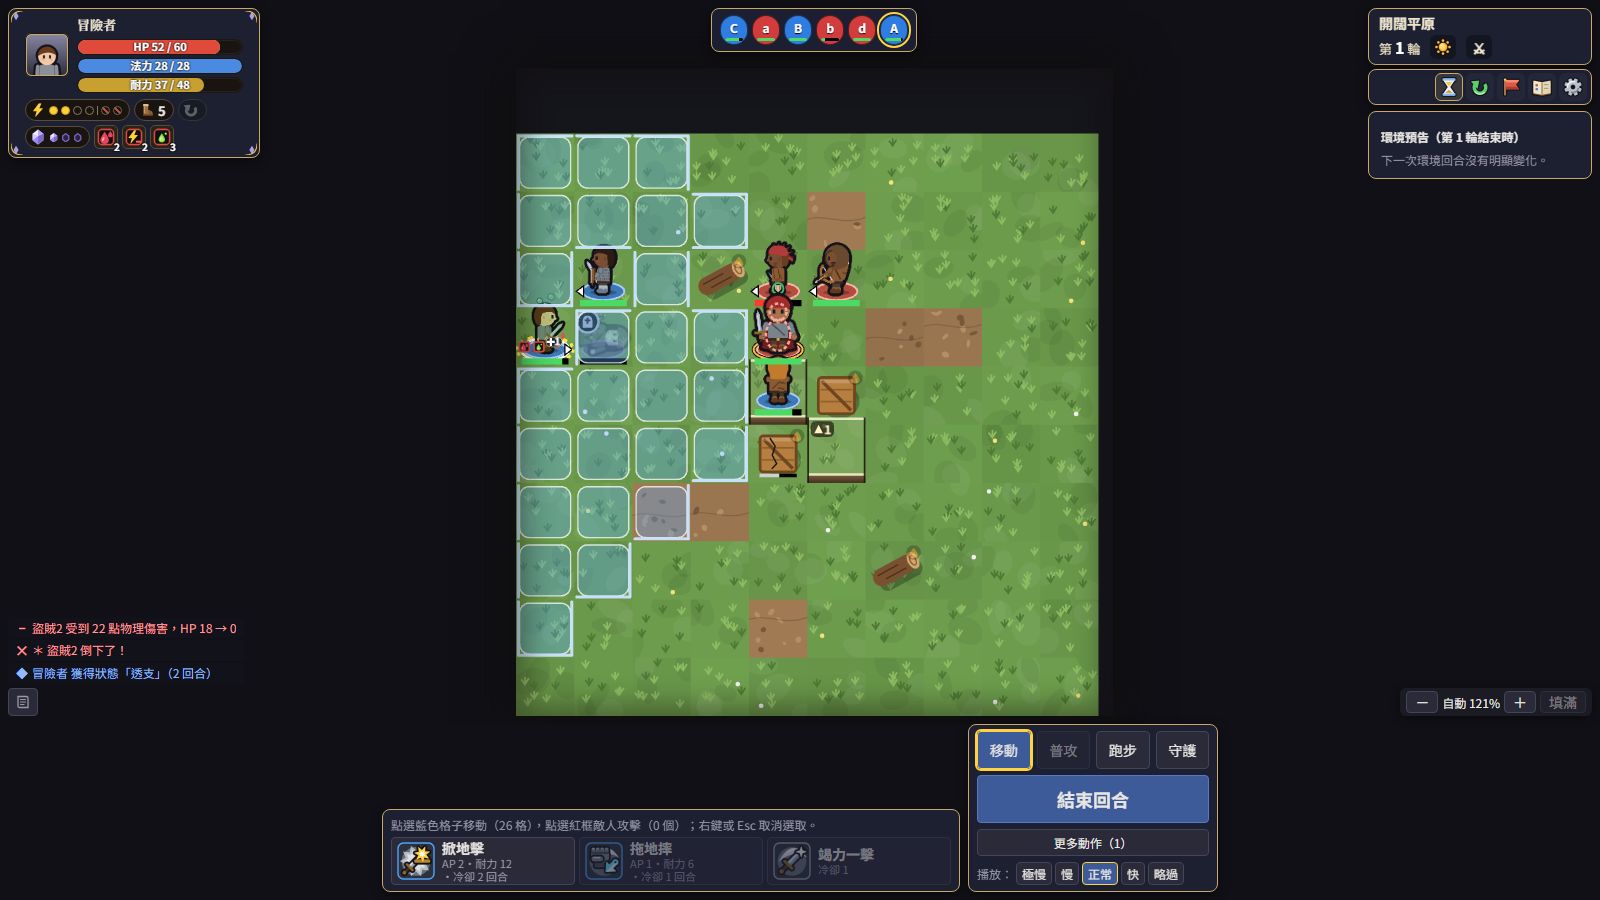 冒險者
HP 52 / 60
法力 28 / 28
耐力 37 / 48
5
2
2
3
C
a
B
b
d
A
開闊平原
第 1 輪
環境預告（第 1 輪結束時）
下一次環境回合沒有明顯變化。
+1
▲1
− 盜賊2 受到 22 點物理傷害，HP 18 → 0
✕ ＊ 盜賊2 倒下了！
◆ 冒險者 獲得狀態「透支」（2 回合）
− 自動 121% + 填滿
移動
普攻
跑步
守護
結束回合
更多動作（1）
播放：
極慢
慢
正常
快
略過
點選藍色格子移動（26 格），點選紅框敵人攻擊（0 個）；右鍵或 Esc 取消選取。
掀地擊
AP 2・耐力 12
・冷卻 2 回合
拖地摔
AP 1・耐力 6
・冷卻 1 回合
竭力一擊
冷卻 1